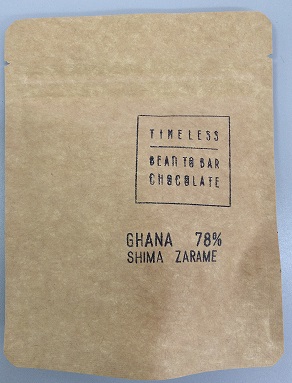 TIMELESS
BEAN TO BAR
CHOCOLATE
GHANA 78%
SHIMA ZARAME